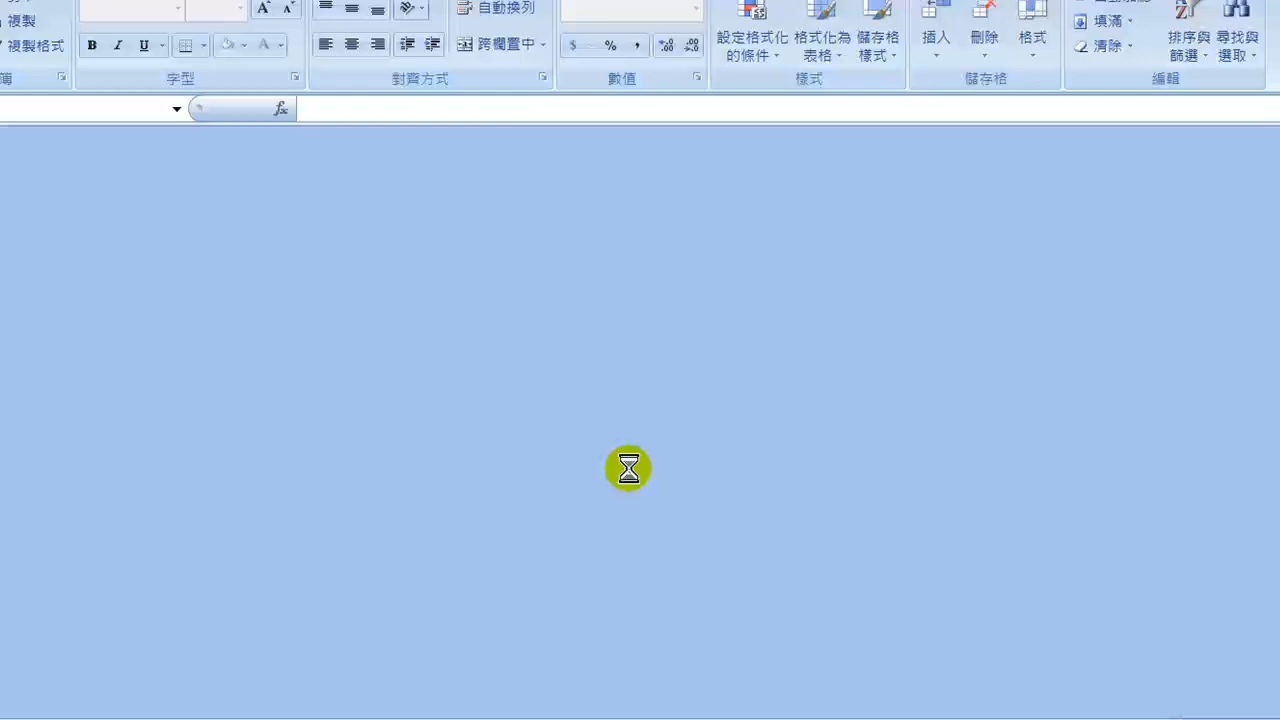 A A 自動換列
複製
設定格式化 格式化為 儲存格 插入 刪除 格式 填滿 排序與 尋找與
複製格式 B I U A 跨欄置中 $ % , .00 .00 的條件 表格 樣式 清除 篩選 選取
字型 對齊方式 數值 樣式 儲存格 編輯
fx